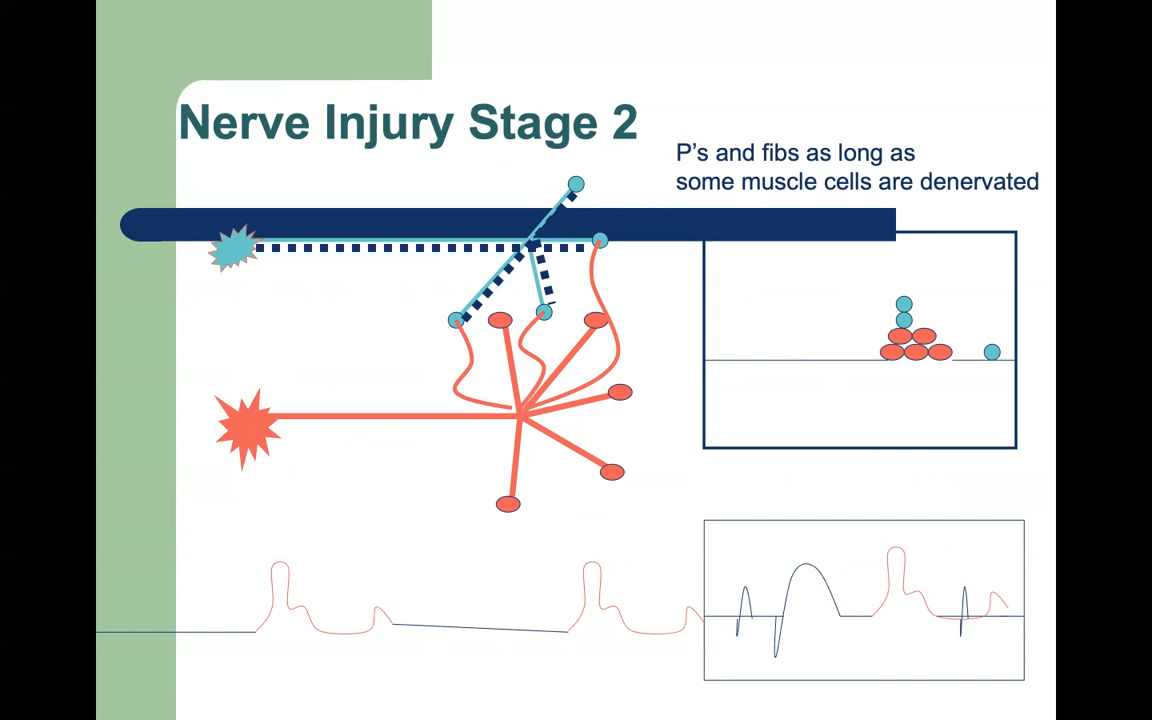 Nerve Injury Stage 2
P’s and fibs as long as
some muscle cells are denervated